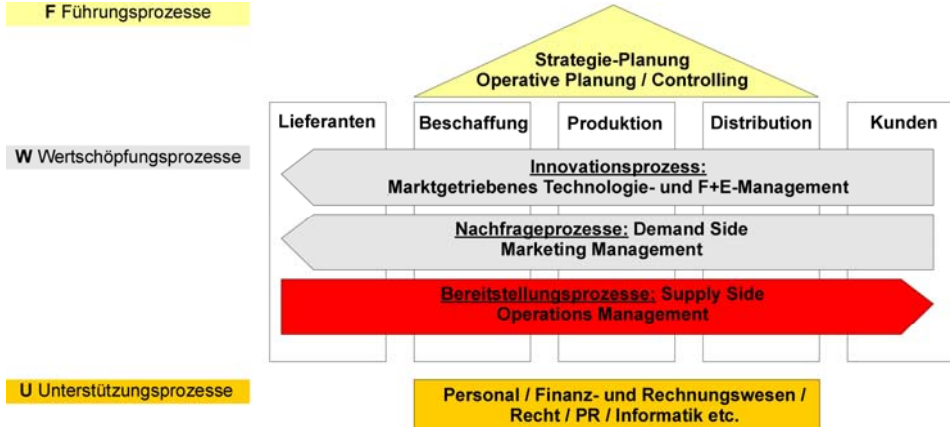 F Führungsprozesse
Strategie-Planung
Operative Planung / Controlling
Lieferanten
Beschaffung
Produktion
Distribution
Kunden
W Wertschöpfungsprozesse
Innovationsprozess:
Marktgetriebenes Technologie- und F+E-Management
Nachfrageprozesse: Demand Side
Marketing Management
Bereitstellungsprozesse: Supply Side
Operations Management
U Unterstützungsprozesse
Personal / Finanz- und Rechnungswesen /
Recht / PR / Informatik etc.